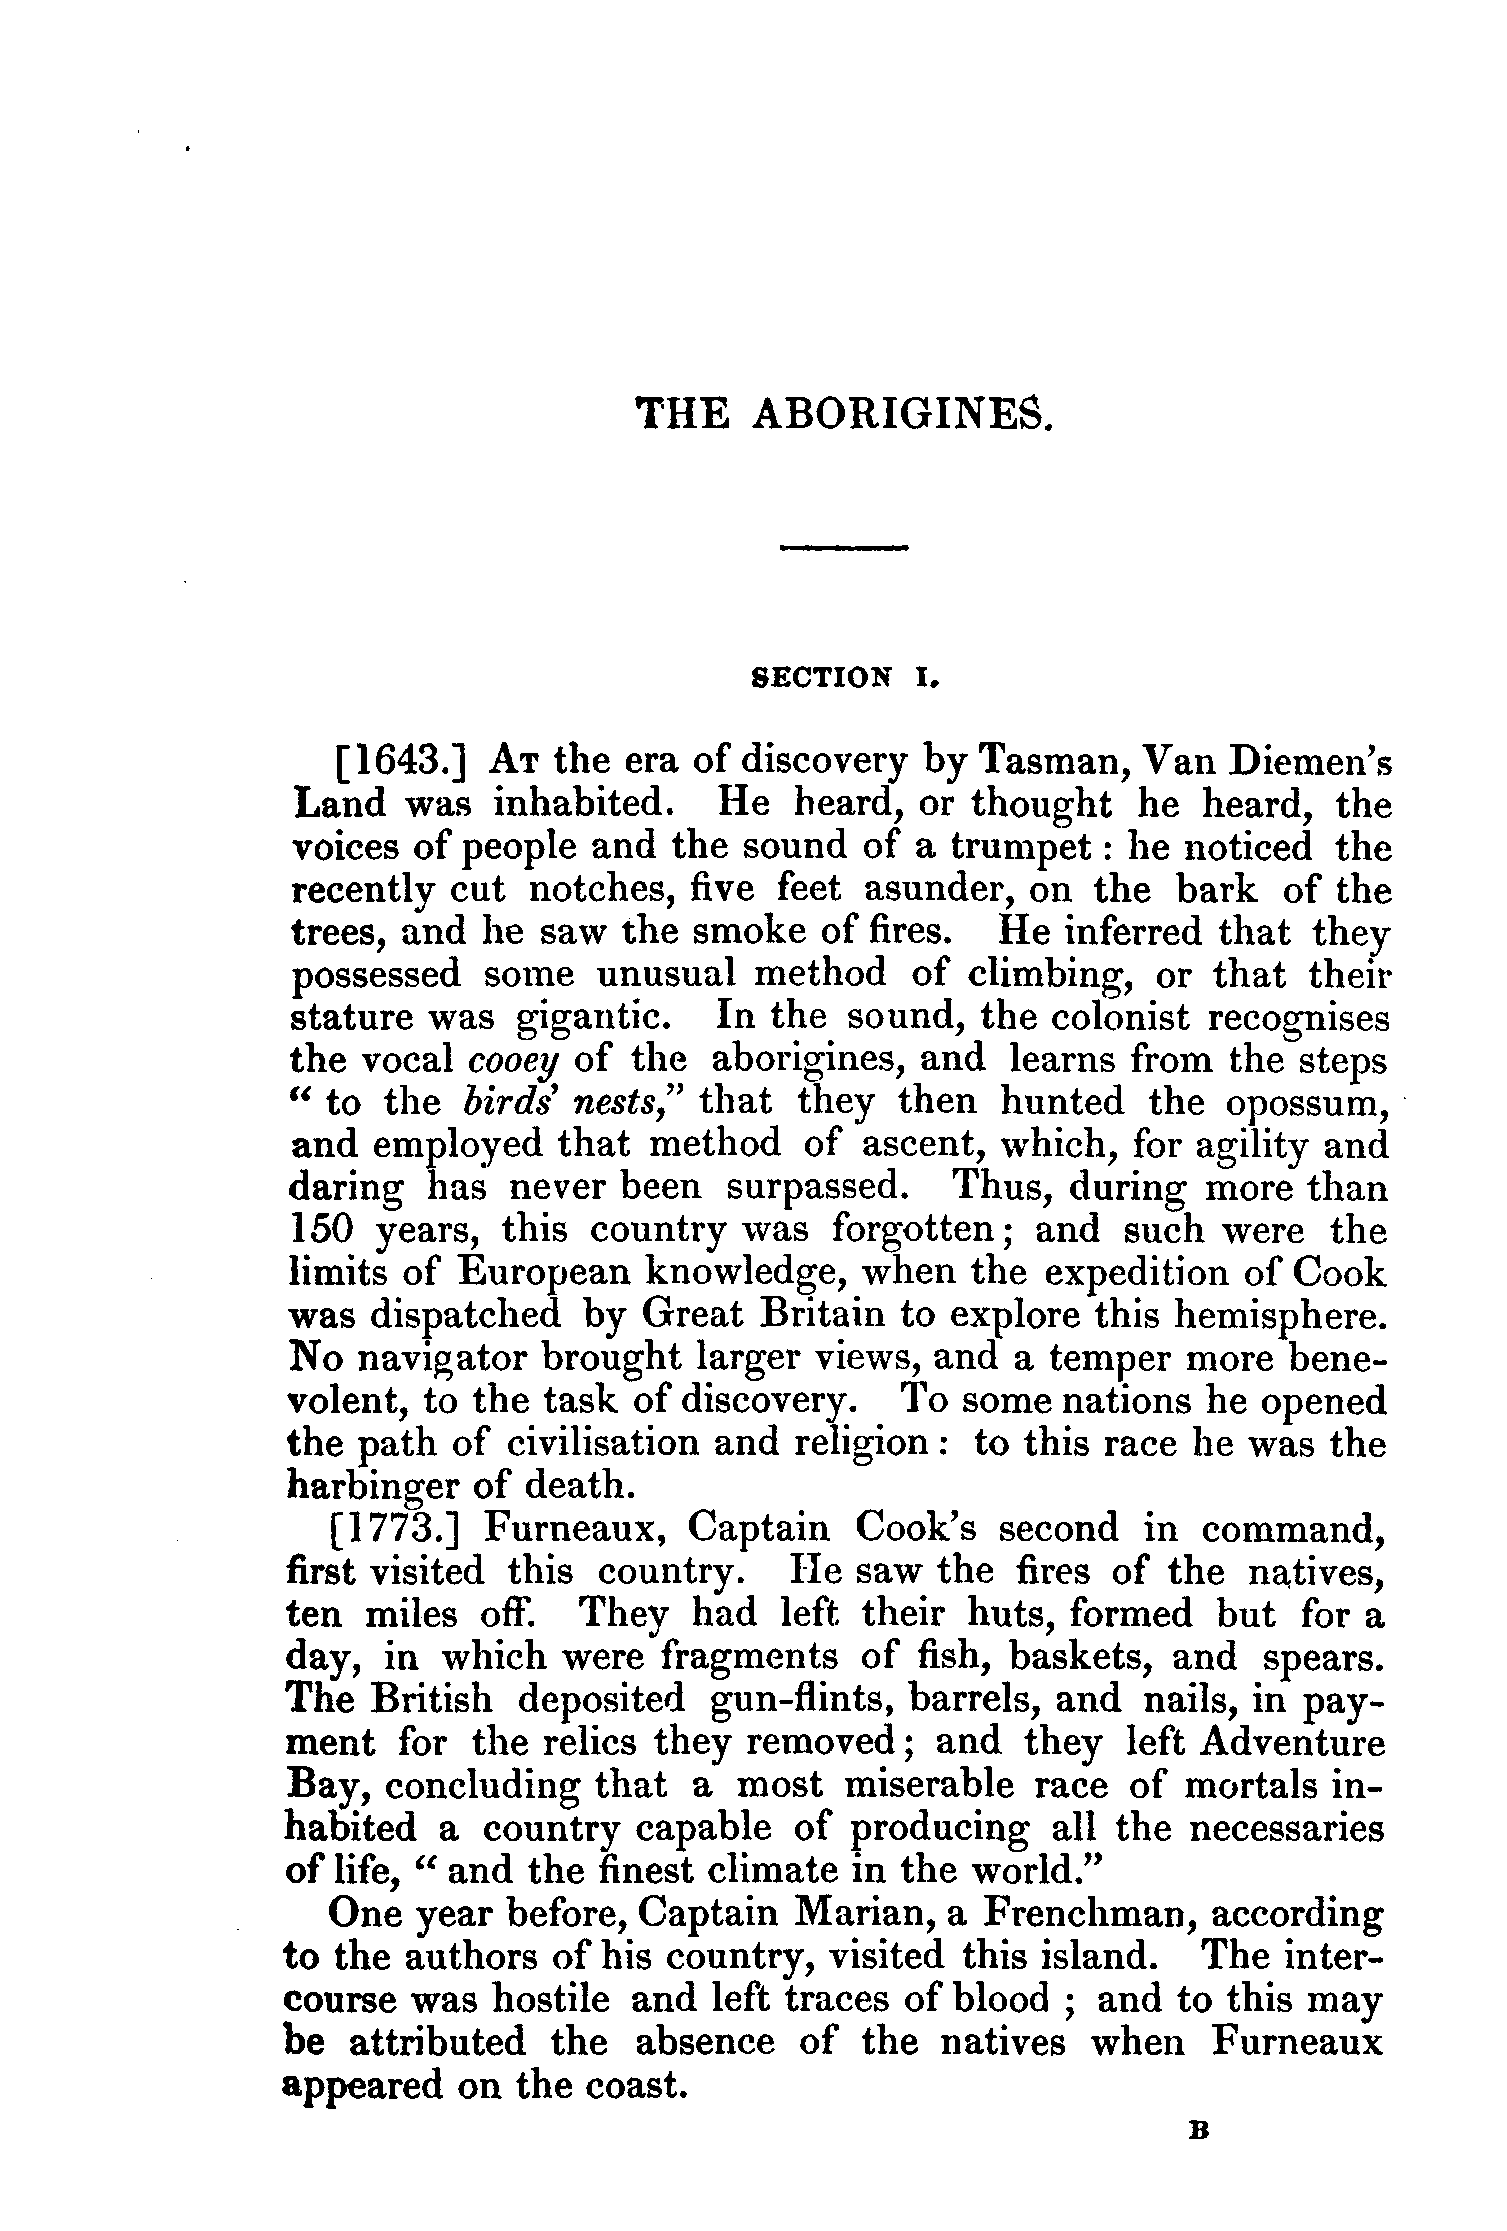 THE ABORIGINES.
SECTION I.
[1643.] AT the era of discovery by Tasman, Van Diemen's
Land was inhabited. He heard, or thought he heard, the
voices of people and the sound of a trumpet : he noticed the
recently cut notches, five feet asunder, on the bark of the
trees, and he saw the smoke of fires. He inferred that they
possessed some unusual method of climbing, or that their
stature was gigantic. In the sound, the colonist recognises
the vocal cooey of the aborigines, and learns from the steps
“ to the birds' nests,” that they then hunted the opossum,
and employed that method of ascent, which, for agility and
daring has never been surpassed. Thus, during more than
150 years, this country was forgotten ; and such were the
limits of European knowledge, when the expedition of Cook
was dispatched by Great Britain to explore this hemisphere.
No navigator brought larger views, and a temper more bene-
volent, to the task of discovery. To some nations he opened
the path of civilisation and religion : to this race he was the
harbinger of death.
[1773.] Furneaux, Captain Cook's second in command,
first visited this country. He saw the fires of the natives,
ten miles off. They had left their huts, formed but for a
day, in which were fragments of fish, baskets, and spears.
The British deposited gun-flints, barrels, and nails, in pay-
ment for the relics they removed ; and they left Adventure
Bay, concluding that a most miserable race of mortals in-
habited a country capable of producing all the necessaries
of life, “ and the finest climate in the world.”
One year before, Captain Marian, a Frenchman, according
to the authors of his country, visited this island. The inter-
course was hostile and left traces of blood ; and to this may
be attributed the absence of the natives when Furneaux
appeared on the coast.
B